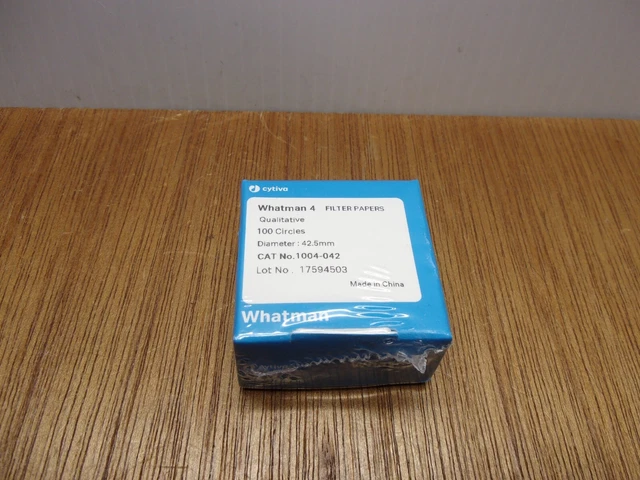 cytiva
Whatman 4 FILTER PAPERS
Qualitative
100 Circles
Diameter : 42.5mm
CAT No.1004-042
Lot No. 17594503
Made in China
Whatman